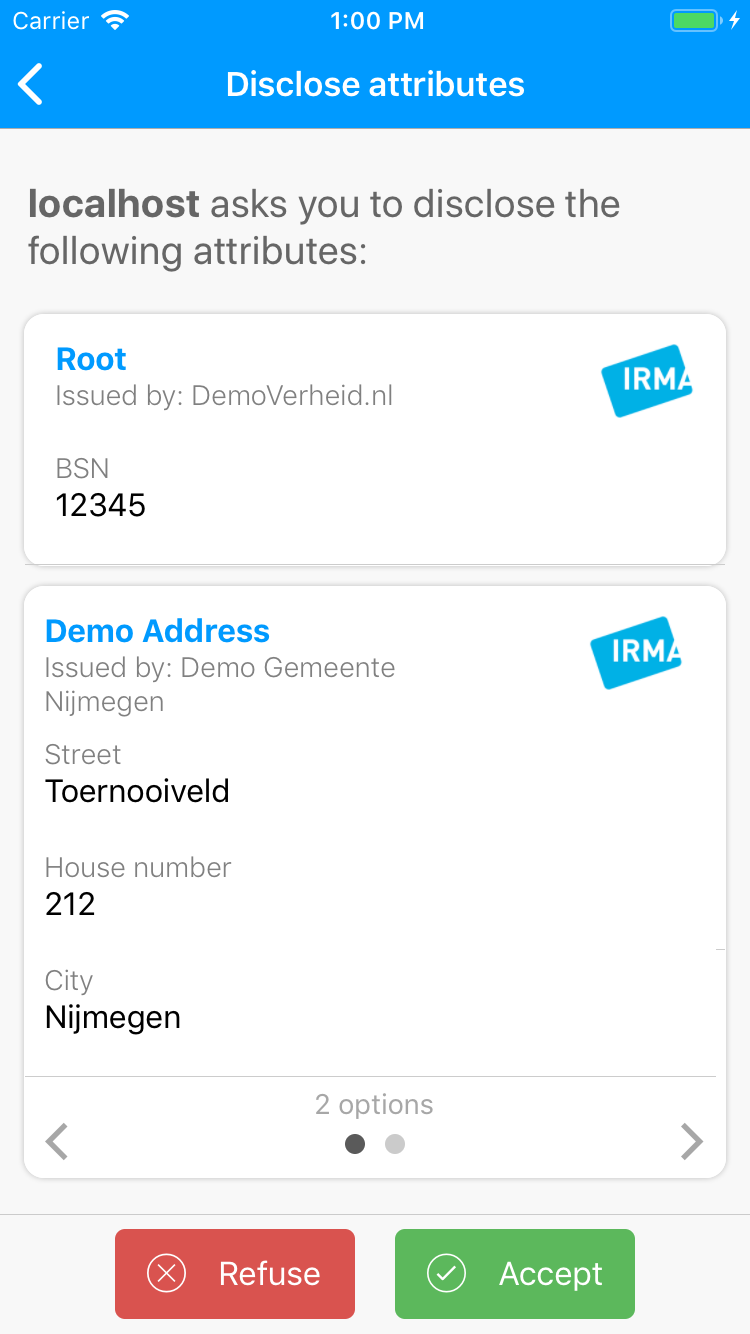 Carrier 1:00 PM
Disclose attributes
localhost asks you to disclose the
following attributes:
Root
Issued by: DemoVerheid.nl
IRMA
BSN
12345
Demo Address
Issued by: Demo Gemeente
Nijmegen
IRMA
Street
Toernooiveld
House number
212
City
Nijmegen
2 options
Refuse Accept